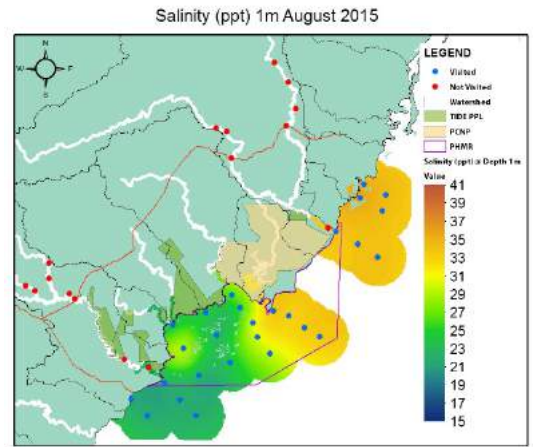 Salinity (ppt) 1m August 2015
N
W
E
S
LEGEND
Visited
Not Visited
Watershed
TIDE PPL
PCNP
PHMR
Salinity (ppt) @ Depth 1m
Value
41
39
37
35
33
31
29
27
25
23
21
19
17
15